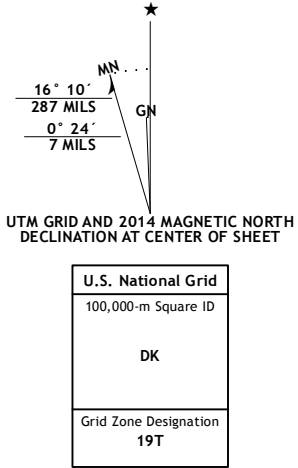 MN
16° 10´
287 MILS
GN
0° 24´
7 MILS
UTM GRID AND 2014 MAGNETIC NORTH
DECLINATION AT CENTER OF SHEET
U.S. National Grid
100,000-m Square ID
DK
Grid Zone Designation
19T